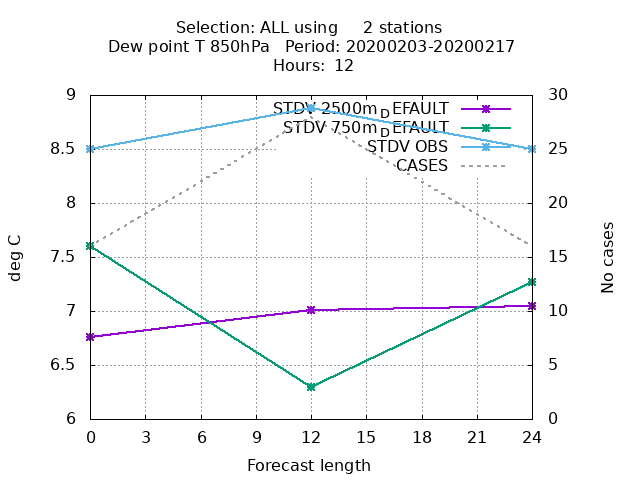 Selection: ALL using     2 stations
Dew point T 850hPa   Period: 20200203-20200217
Hours: 12
STDV 2500m_DEFAULT
STDV 750m_DEFAULT
STDV OBS
CASES
9
8.5
8
7.5
7
6.5
6
30
25
20
15
10
5
0
deg C
No cases
0 3 6 9 12 15 18 21 24
Forecast length